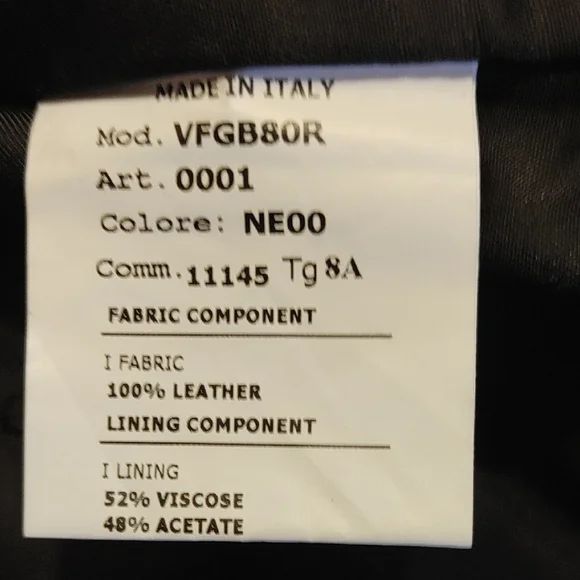 MADE IN ITALY
Mod. VFGB80R
Art. 0001
Colore: NE00
Comm. 11145 Tg 8A
FABRIC COMPONENT
I FABRIC
100% LEATHER
LINING COMPONENT
I LINING
52% VISCOSE
48% ACETATE